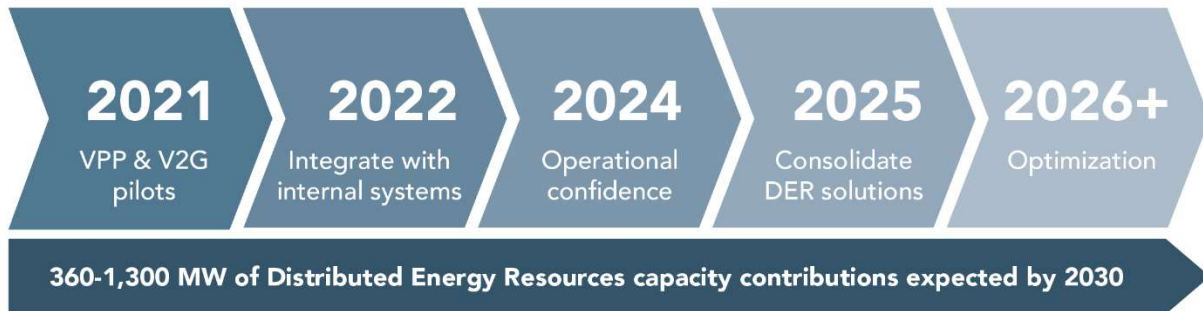 2021
VPP & V2G
pilots
2022
Integrate with
internal systems
2024
Operational
confidence
2025
Consolidate
DER solutions
2026+
Optimization
360-1,300 MW of Distributed Energy Resources capacity contributions expected by 2030